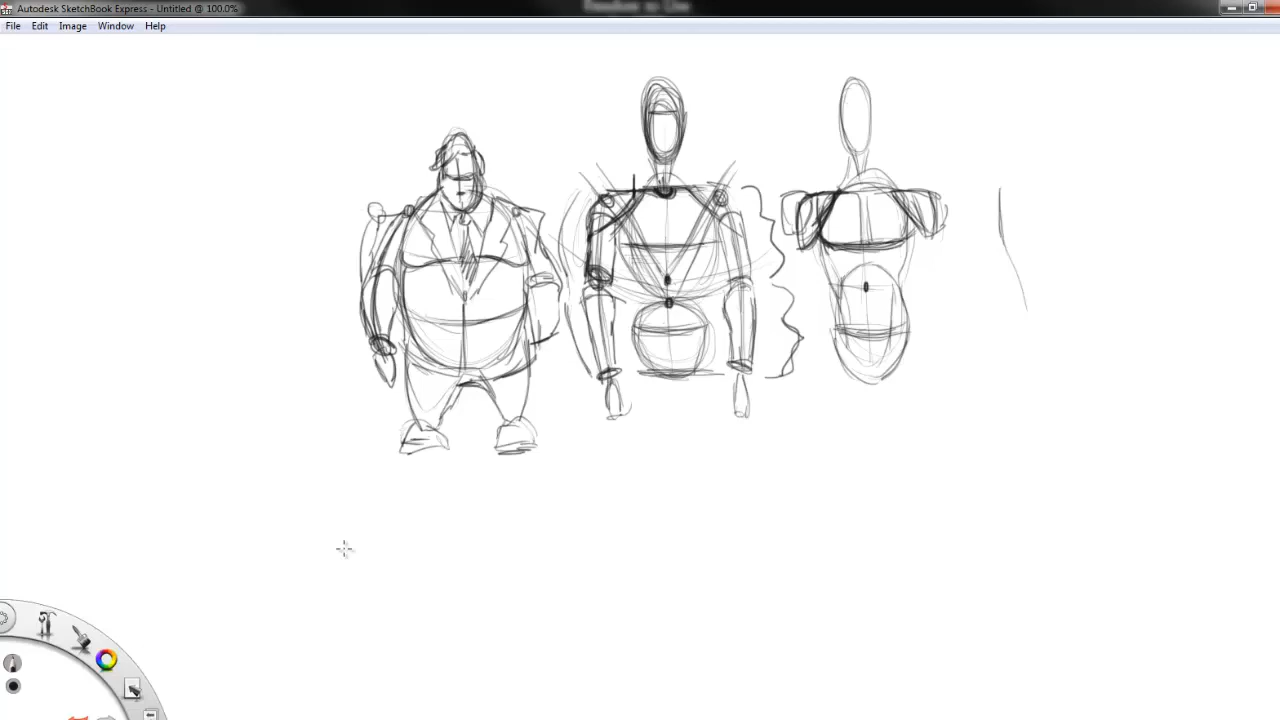 Autodesk SketchBook Express - Untitled @ 100.0%
File Edit Image Window Help